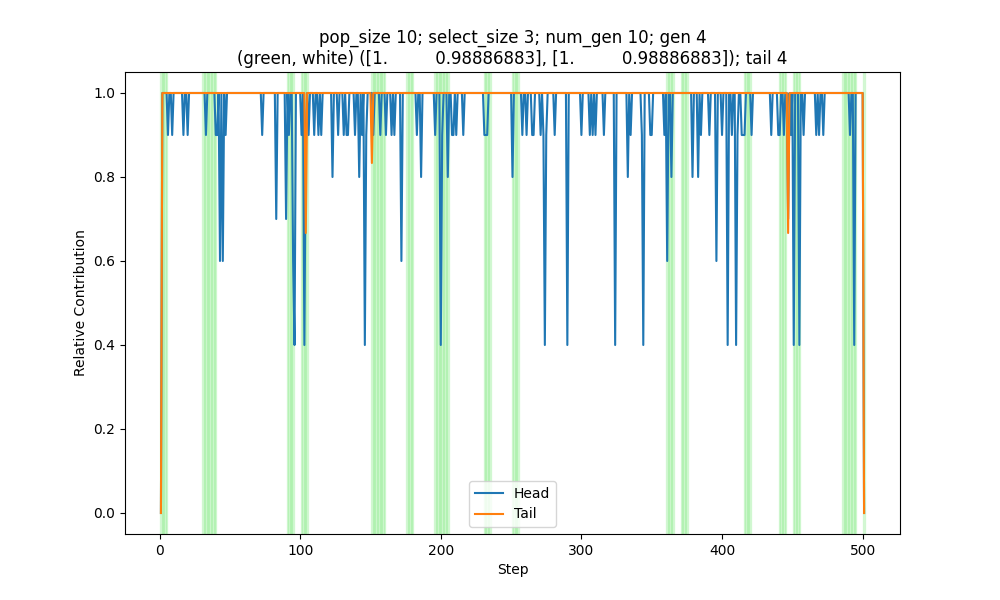 pop_size 10; select_size 3; num_gen 10; gen 4
(green, white) ([1.          0.98886883], [1.          0.98886883]); tail 4
1.0
0.8
0.6
0.4
0.2
0.0
Relative Contribution
Head
Tail
0 100 200 300 400 500
Step